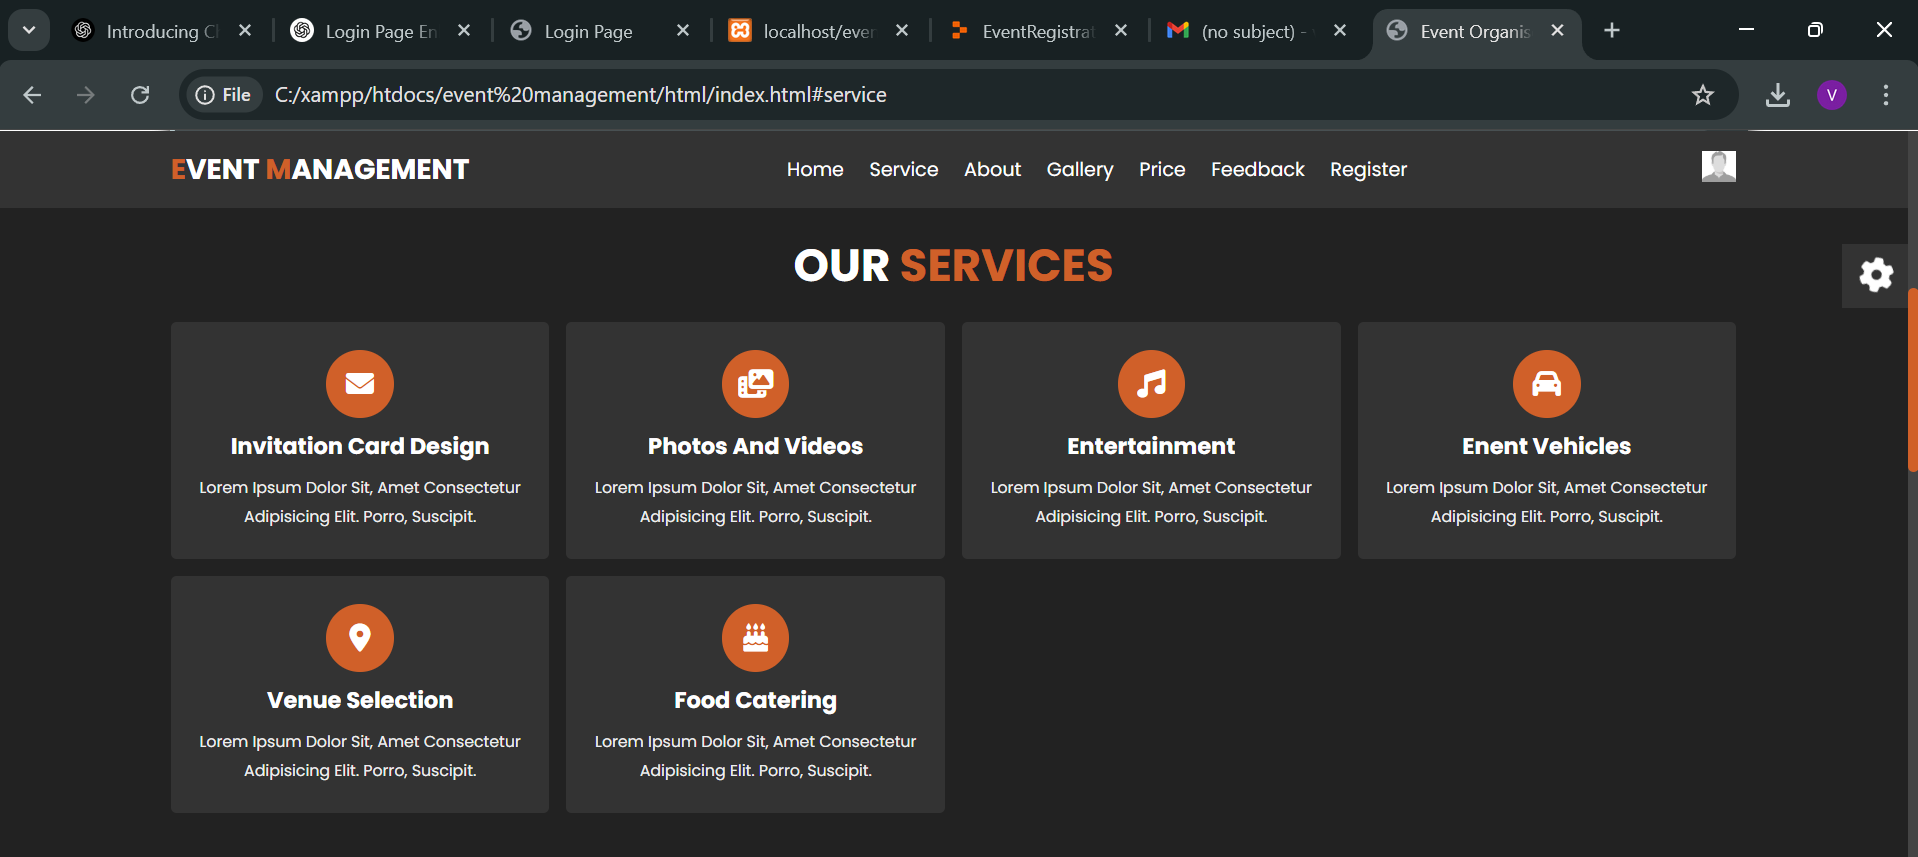 Introducing Cl
Login Page En
Login Page
localhost/ever
EventRegistrat
(no subject) -
Event Organis
File
C:/xampp/htdocs/event%20management/html/index.html#service
V
EVENT MANAGEMENT
Home
Service
About
Gallery
Price
Feedback
Register
OUR SERVICES
Invitation Card Design
Lorem Ipsum Dolor Sit, Amet Consectetur
Adipisicing Elit. Porro, Suscipit.
Photos And Videos
Lorem Ipsum Dolor Sit, Amet Consectetur
Adipisicing Elit. Porro, Suscipit.
Entertainment
Lorem Ipsum Dolor Sit, Amet Consectetur
Adipisicing Elit. Porro, Suscipit.
Enent Vehicles
Lorem Ipsum Dolor Sit, Amet Consectetur
Adipisicing Elit. Porro, Suscipit.
Venue Selection
Lorem Ipsum Dolor Sit, Amet Consectetur
Adipisicing Elit. Porro, Suscipit.
Food Catering
Lorem Ipsum Dolor Sit, Amet Consectetur
Adipisicing Elit. Porro, Suscipit.